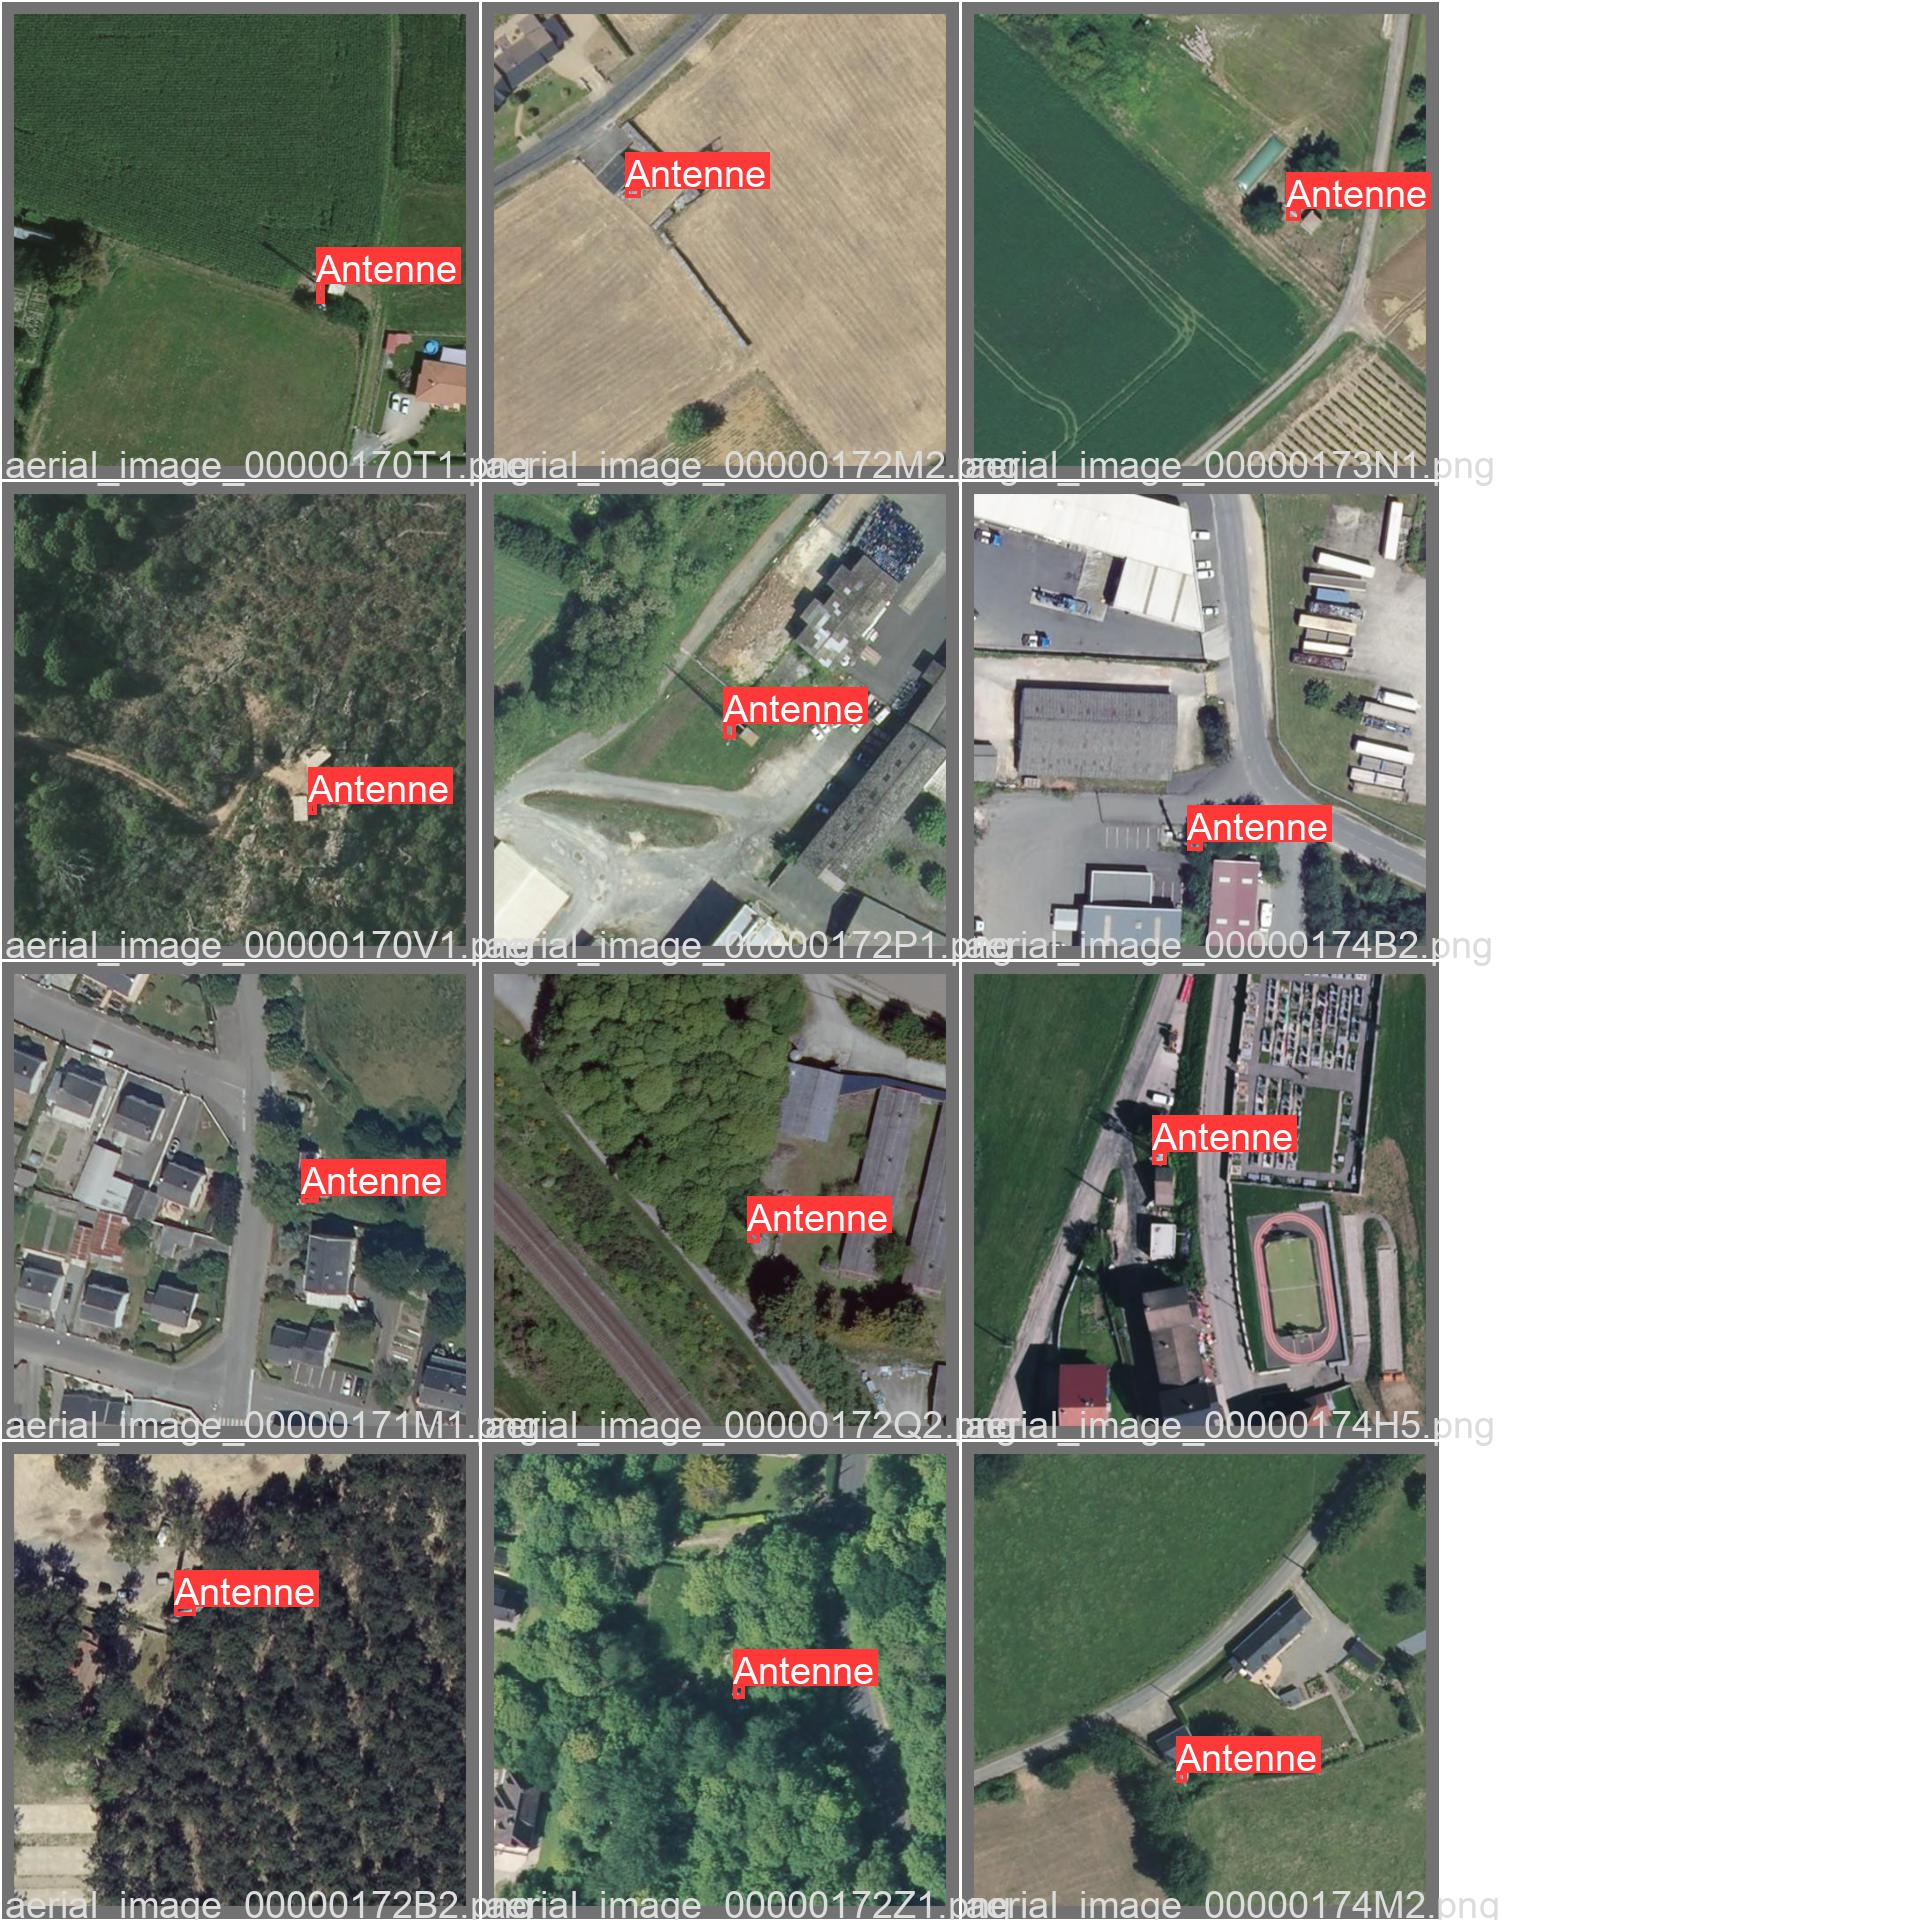 Antenne
Antenne
Antenne
aerial_image_00000170T1.png
aerial_image_00000172M2.png
aerial_image_00000173N1.png
Antenne
Antenne
Antenne
aerial_image_00000170V1.png
aerial_image_00000172P1.png
aerial_image_00000174B2.png
Antenne
Antenne
Antenne
aerial_image_00000171M1.png
aerial_image_00000172Q2.png
aerial_image_00000174H5.png
Antenne
Antenne
Antenne
aerial_image_00000172B2.png
aerial_image_00000172Z1.png
aerial_image_00000174M2.png